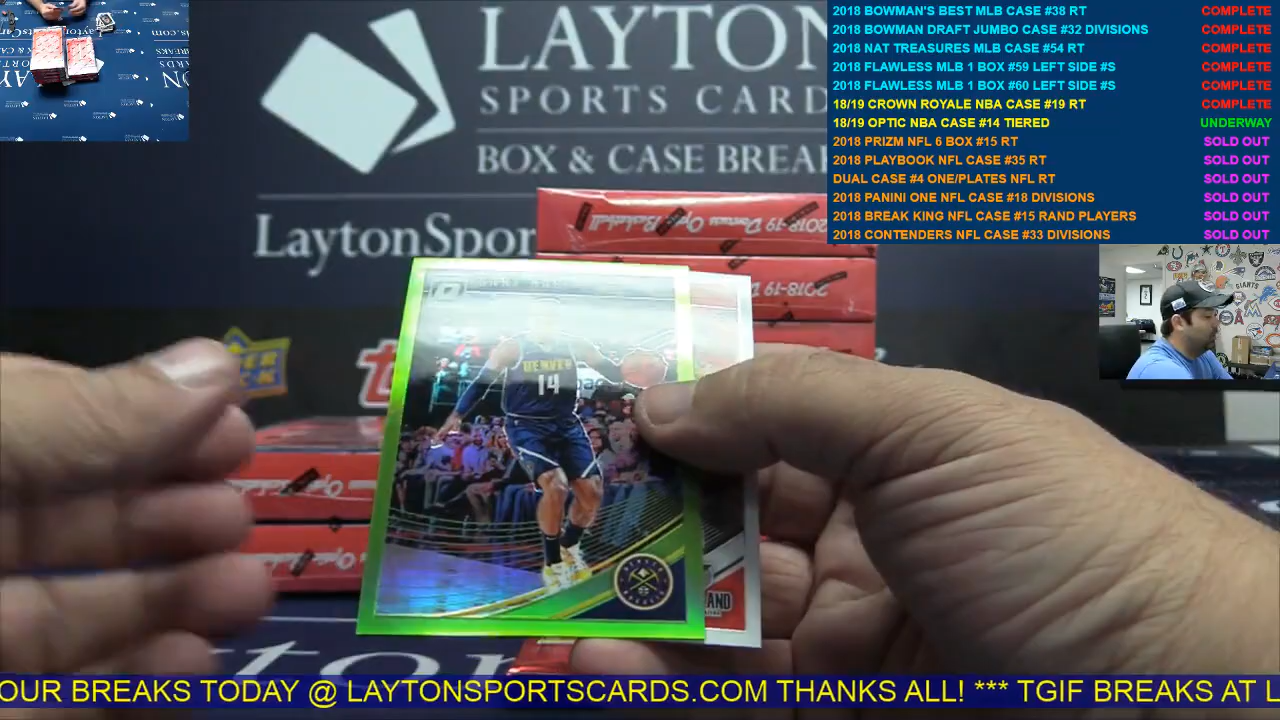 LAYTON
SPORTS CARD
BOX & CASE BREA
LaytonSpor
2018 BOWMAN'S BEST MLB CASE #38 RT COMPLETE
2018 BOWMAN DRAFT JUMBO CASE #32 DIVISIONS COMPLETE
2018 NAT TREASURES MLB CASE #54 RT COMPLETE
2018 FLAWLESS MLB 1 BOX #59 LEFT SIDE #S COMPLETE
2018 FLAWLESS MLB 1 BOX #60 LEFT SIDE #S COMPLETE
18/19 CROWN ROYALE NBA CASE #19 RT COMPLETE
18/19 OPTIC NBA CASE #14 TIERED UNDERWAY
2018 PRIZM NFL 6 BOX #15 RT SOLD OUT
2018 PLAYBOOK NFL CASE #35 RT SOLD OUT
DUAL CASE #4 ONE/PLATES NFL RT SOLD OUT
2018 PANINI ONE NFL CASE #18 DIVISIONS SOLD OUT
2018 BREAK KING NFL CASE #15 RAND PLAYERS SOLD OUT
2018 CONTENDERS NFL CASE #33 DIVISIONS SOLD OUT
2018-19 Donruss Optic Basketball
2018-19
GIANTS
UPPER DECK
DENVER
14
OUR BREAKS TODAY @ LAYTONSPORTSCARDS.COM THANKS ALL! *** TGIF BREAKS AT L